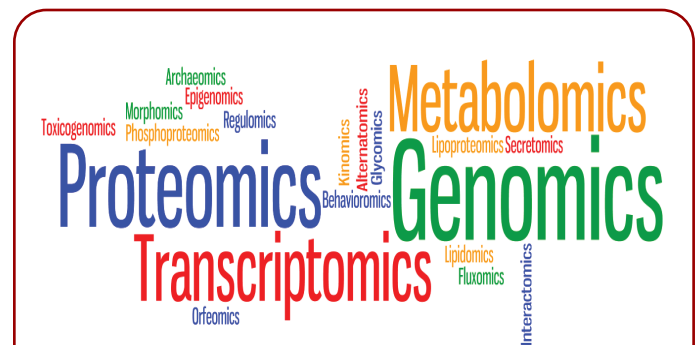 Archaeomics
Epigenomics
Morphomics
Regulomics
Toxicogenomics
Phosphoproteomics
Kinomics
Alternatomics
Glycomics
Metabolomics
Lipoproteomics
Secretomics
Proteomics
Behavioromics
Genomics
Transcriptomics
Lipidomics
Fluxomics
Interactomics
Orfeomics